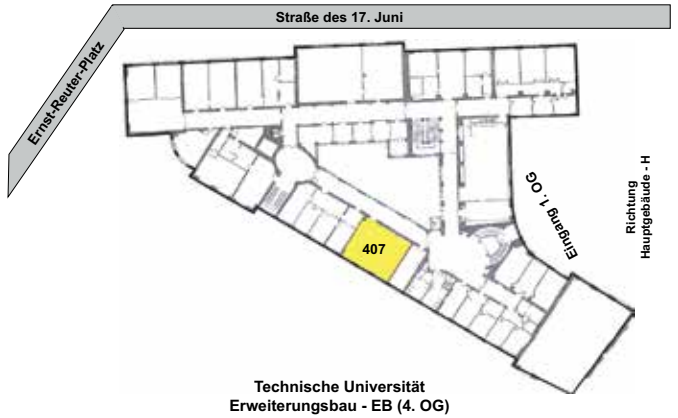 Straße des 17. Juni
Ernst-Reuter-Platz
407
Eingang 1. OG
Richtung
Hauptgebäude - H
Technische Universität
Erweiterungsbau - EB (4. OG)